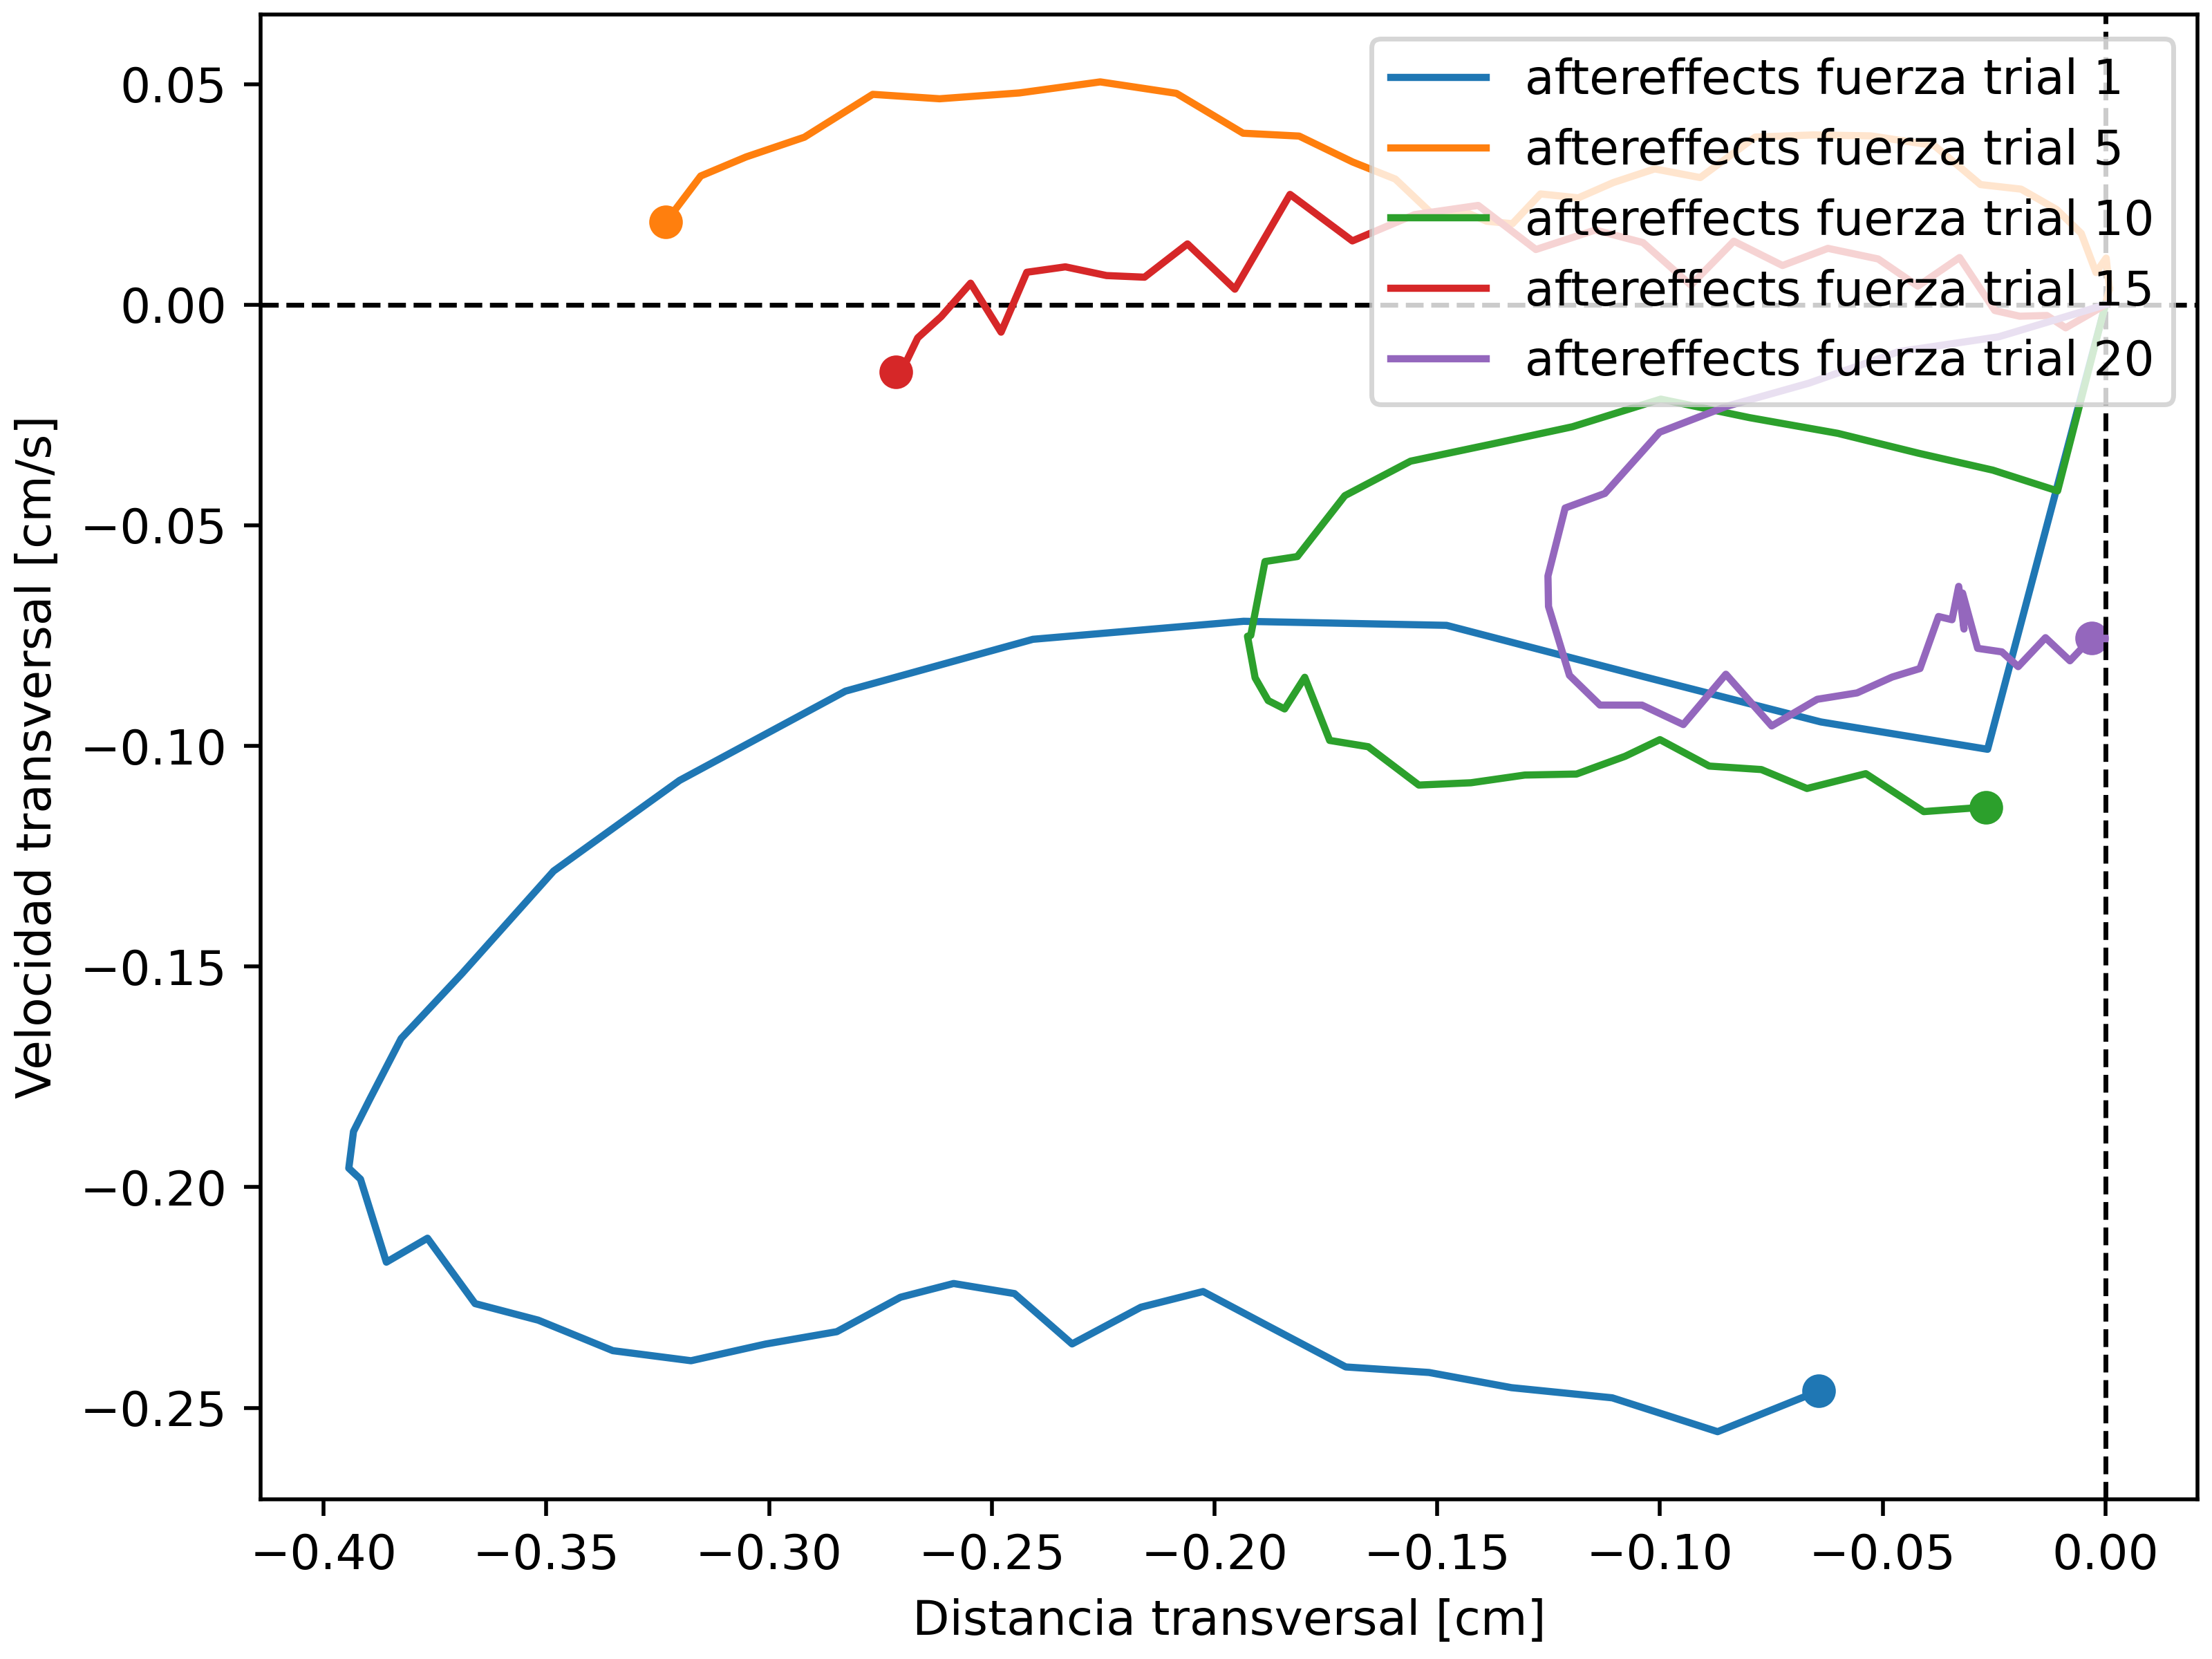 aftereffects fuerza trial 1
aftereffects fuerza trial 5
aftereffects fuerza trial 10
aftereffects fuerza trial 15
aftereffects fuerza trial 20
0.05
0.00
−0.05
−0.10
−0.15
−0.20
−0.25
Velocidad transversal [cm/s]
−0.40 −0.35 −0.30 −0.25 −0.20 −0.15 −0.10 −0.05 0.00
Distancia transversal [cm]